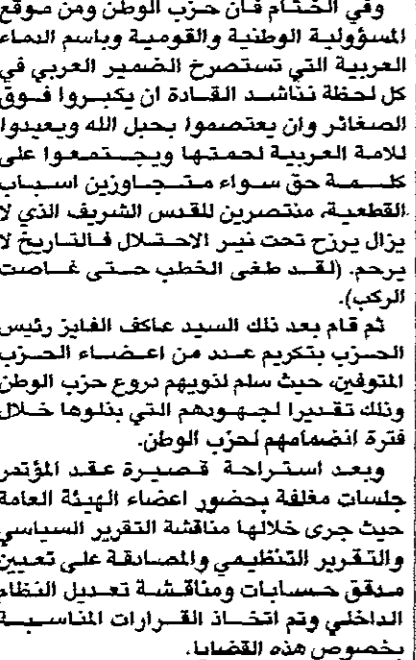 وفي الختام فان حزب الوطن ومن موقع
المسؤولية الوطنية والقومية وباسم الدماء
العربية التي تستصرخ الضمير العربي في
كل لحظة نناشد القادة ان يكبروا فوق
الصغائر وان يعتصموا بحبل الله ويعيدوا
للامة العربية لحمتها ويجتمعوا على
كلمة حق سواء متجاوزين اسباب
القطعية، منتصرين للقدس الشريف الذي لا
يزال يرزح تحت نير الاحتلال فالتاريخ لا
يرحم. (لقد طغى الخطب حتى غاصت
الركب).
ثم قام بعد ذلك السيد عاكف الفايز رئيس
الحزب بتكريم عدد من اعضاء الحزب
المتوفين، حيث سلم لذويهم دروع حزب الوطن
وذلك تقديرا لجهودهم التي بذلوها خلال
فترة انضمامهم لحزب الوطن.
وبعد استراحة قصيرة عقد المؤتمر
جلسات مغلقة بحضور اعضاء الهيئة العامة
حيث جرى خلالها مناقشة التقرير السياسي
والتقرير التنظيمي والمصادقة على تعيين
مدقق حسابات ومناقشة تعديل النظام
الداخلي وتم اتخاذ القرارات المناسبة
بخصوص هذه القضايا.